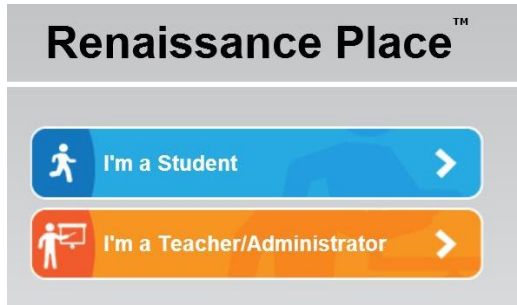 Renaissance Place™
I'm a Student
I'm a Teacher/Administrator